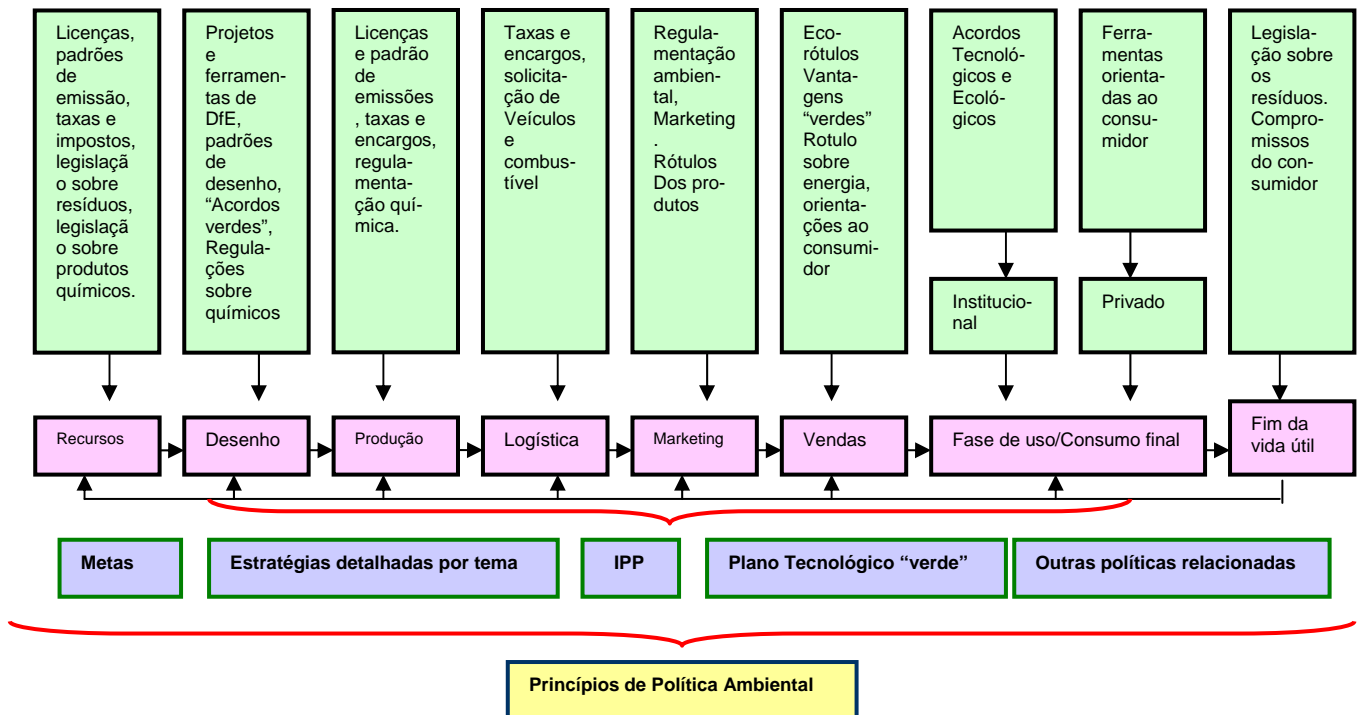 Licenças,
padrões
de
emissão,
taxas e
impostos,
legislaçã
o sobre
resíduos,
legislaçã
o sobre
produtos
químicos.
Projetos
e
ferramen-
tas de
DfE,
padrões
de
desenho,
“Acordos
verdes”,
Regula-
ções
sobre
químicos
Licenças
e padrão
de
emissões
, taxas e
encargos,
regula-
menta-
ção quí-
mica.
Taxas e
encargos,
solicita-
ção de
Veículos
e
combus-
tível
Regula-
mentação
ambien-
tal,
Marketing
.
Rótulos
Dos pro-
dutos
Eco-
rótulos
Vanta-
gens
“verdes”
Rotulo
sobre
energia,
orienta-
ções ao
consumi-
dor
Acordos
Tecnoló-
gicos e
Ecoló-
gicos
Ferra-
mentas
orienta-
das ao
consu-
midor
Legisla-
ção sobre
os
resíduos.
Compro-
missos
do con-
sumidor
Institucio-
nal
Privado
Recursos
Desenho
Produção
Logística
Marketing
Vendas
Fase de uso/Consumo final
Fim da
vida útil
Metas
Estratégias detalhadas por tema
IPP
Plano Tecnológico “verde”
Outras políticas relacionadas
Princípios de Política Ambiental